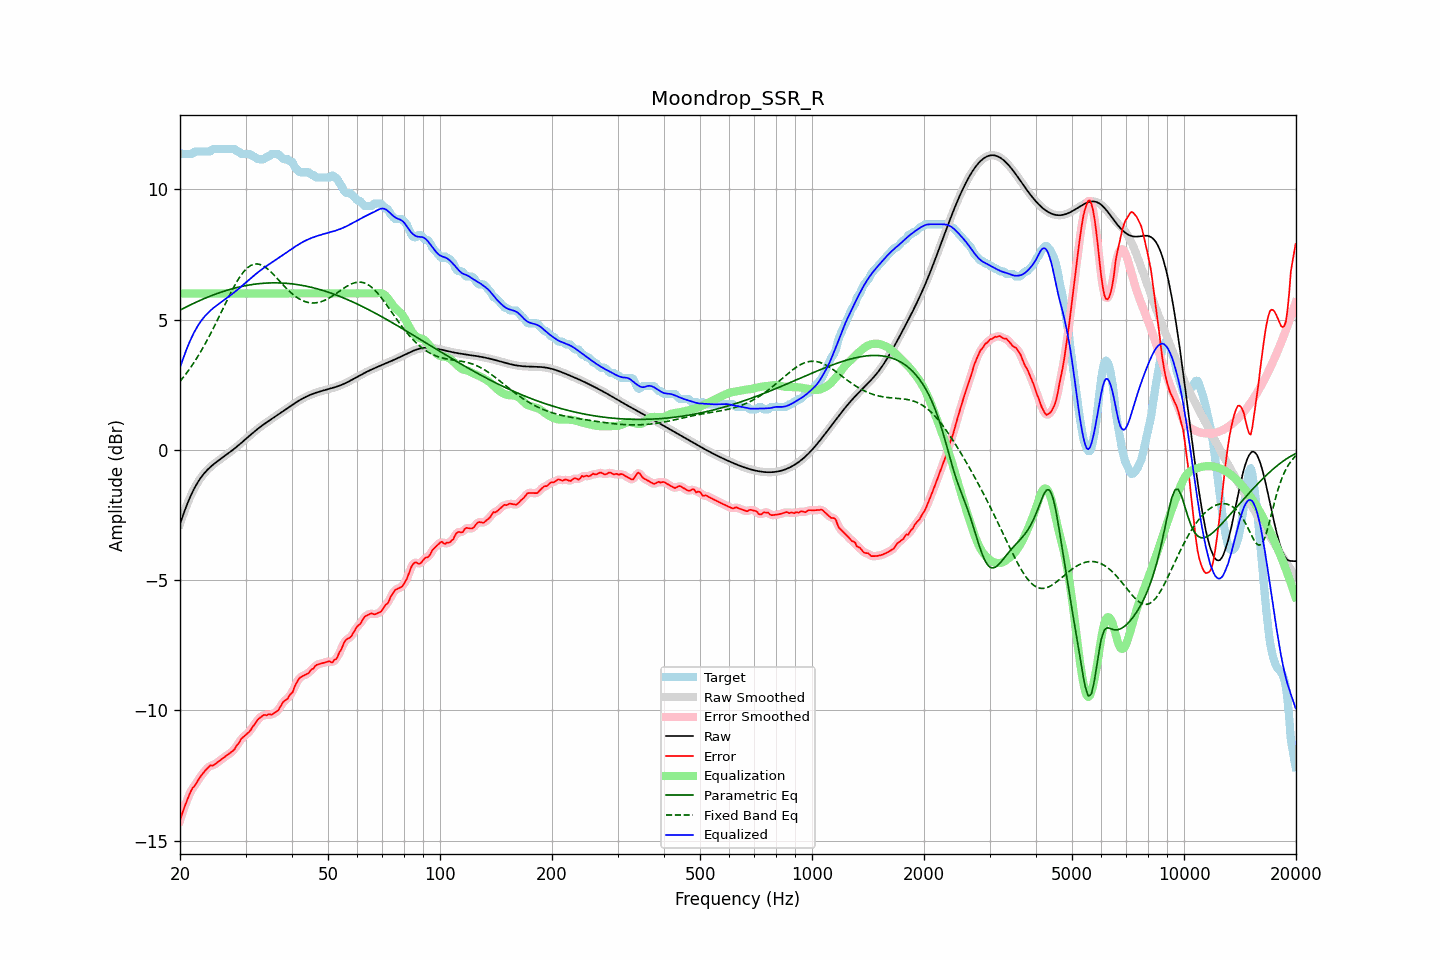 Moondrop_SSR_R
Amplitude (dBr)
10
5
0
−5
−10
−15
Target
Raw Smoothed
Error Smoothed
Raw
Error
Equalization
Parametric Eq
Fixed Band Eq
Equalized
20 50 100 200 500 1000 2000 5000 10000 20000
Frequency (Hz)